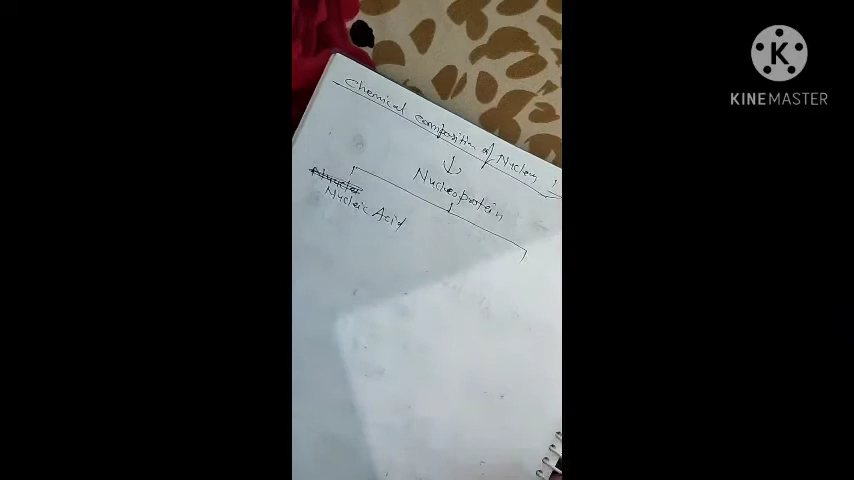 Chemical composition of Nucleus !
Nucleoprotein
Nucleic Acid
KINEMASTER